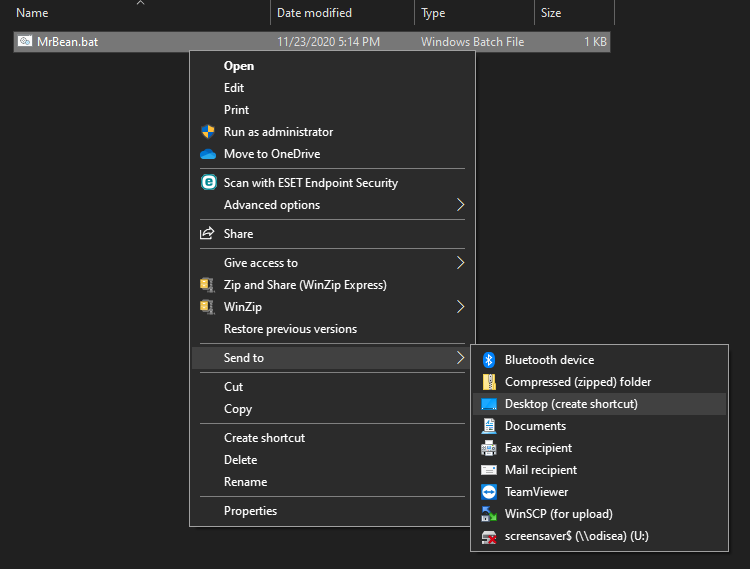 Name Date modified Type Size
MrBean.bat 11/23/2020 5:14 PM Windows Batch File 1 KB
Open
Edit
Print
Run as administrator
Move to OneDrive
Scan with ESET Endpoint Security
Advanced options
Share
Give access to
Zip and Share (WinZip Express)
WinZip
Restore previous versions
Send to
Cut
Copy
Create shortcut
Delete
Rename
Properties
Bluetooth device
Compressed (zipped) folder
Desktop (create shortcut)
Documents
Fax recipient
Mail recipient
TeamViewer
WinSCP (for upload)
screensaver$ (\\odisea) (U:)